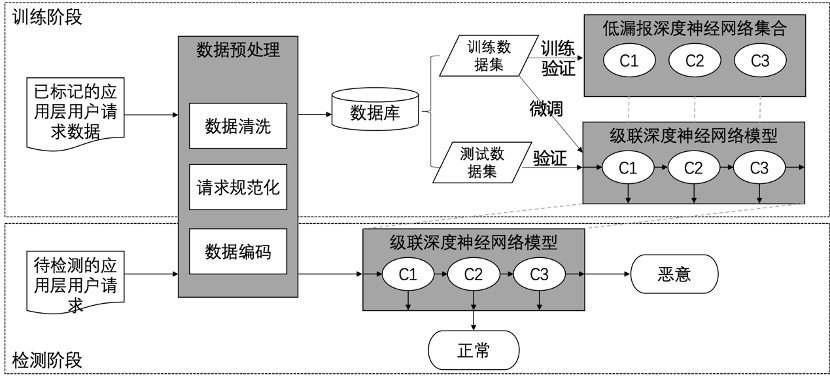 训练阶段
已标记的应
用层用户请
求数据
数据预处理
数据清洗
请求规范化
数据编码
数据库
训练数
据集
测试数
据集
训练
验证
微调
验证
低漏报深度神经网络集合
C1
C2
C3
级联深度神经网络模型
C1
C2
C3
待检测的应
用层用户请
求
级联深度神经网络模型
C1
C2
C3
恶意
正常
检测阶段